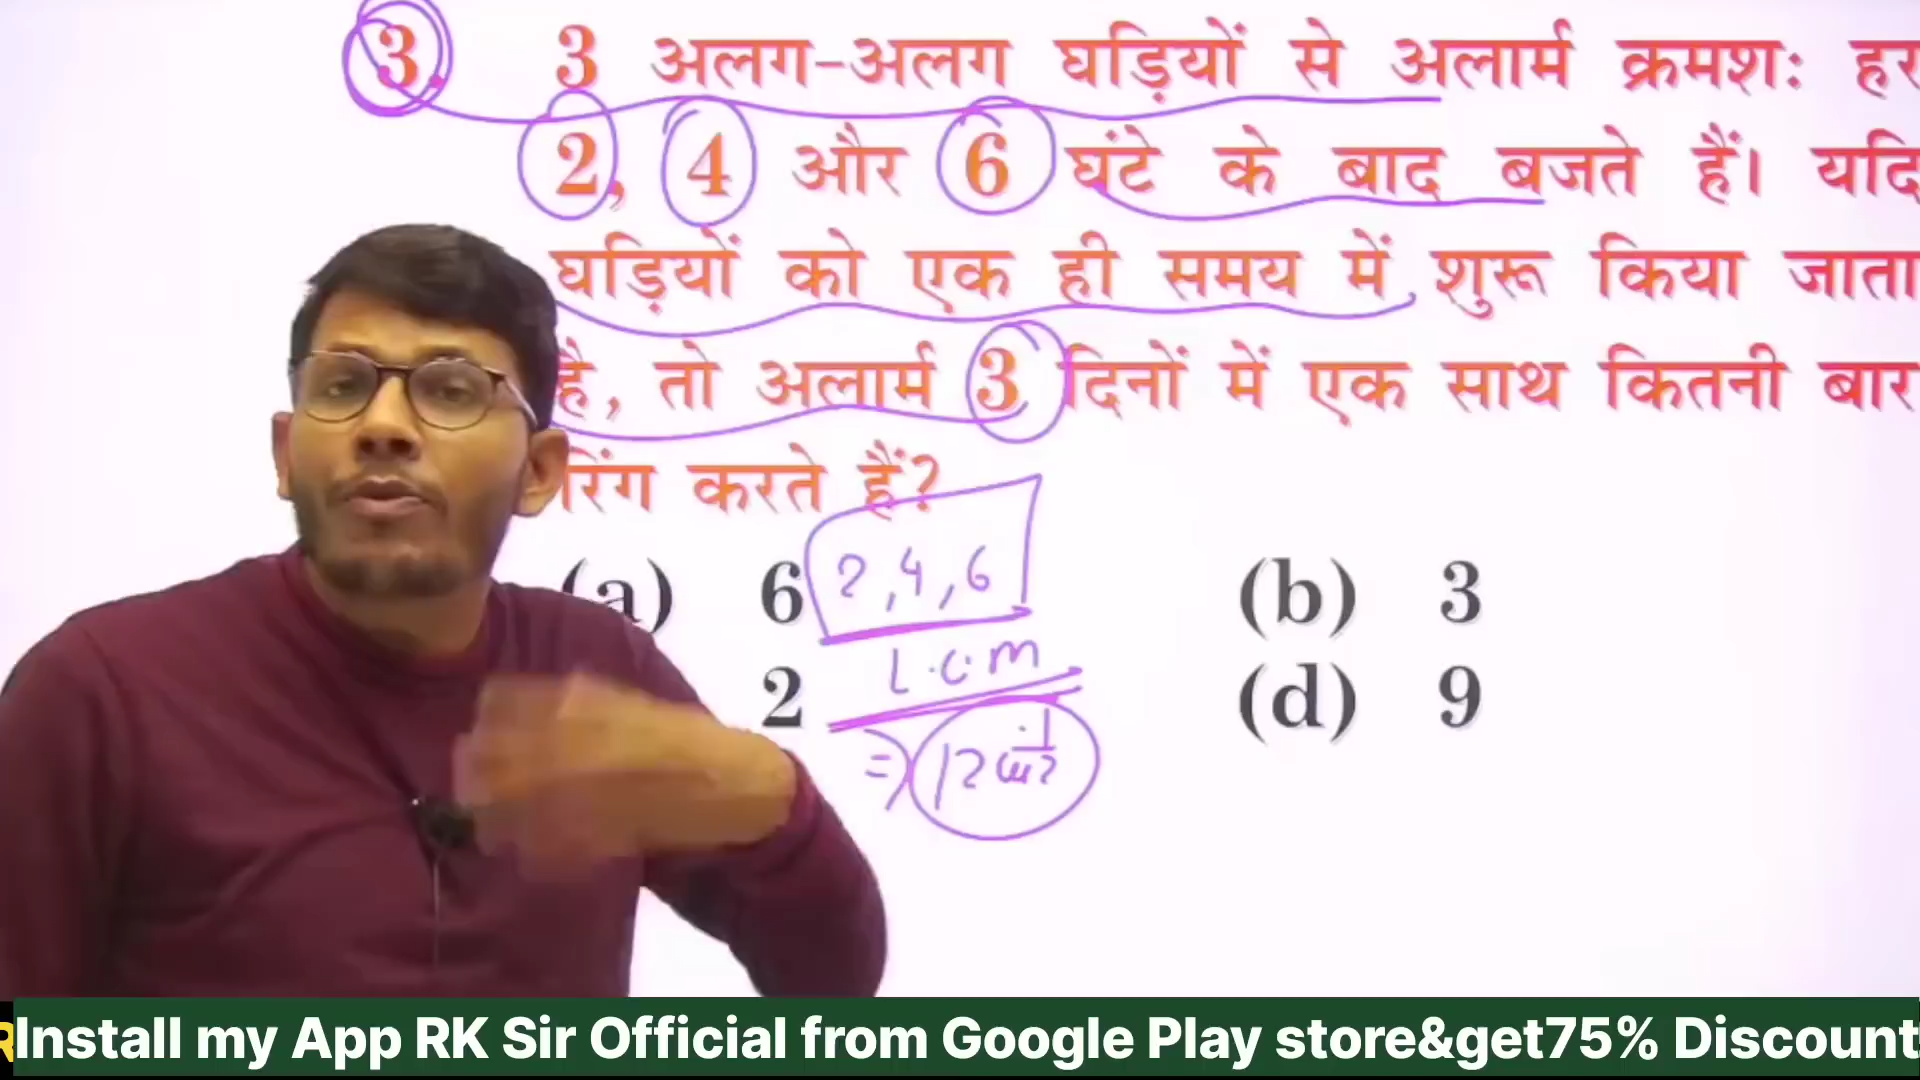 3 3 अलग-अलग घड़ियों से अलार्म क्रमशः हर
2, 4 और 6 घंटे के बाद बजते हैं। यदि
घड़ियों को एक ही समय में शुरू किया जाता
है, तो अलार्म 3 दिनों में एक साथ कितनी बार
रिंग करते हैं?
(a) 6 (b) 3
2 (d) 9
2, 4, 6
L.C.M
Install my App RK Sir Official from Google Play store&get75% Discount